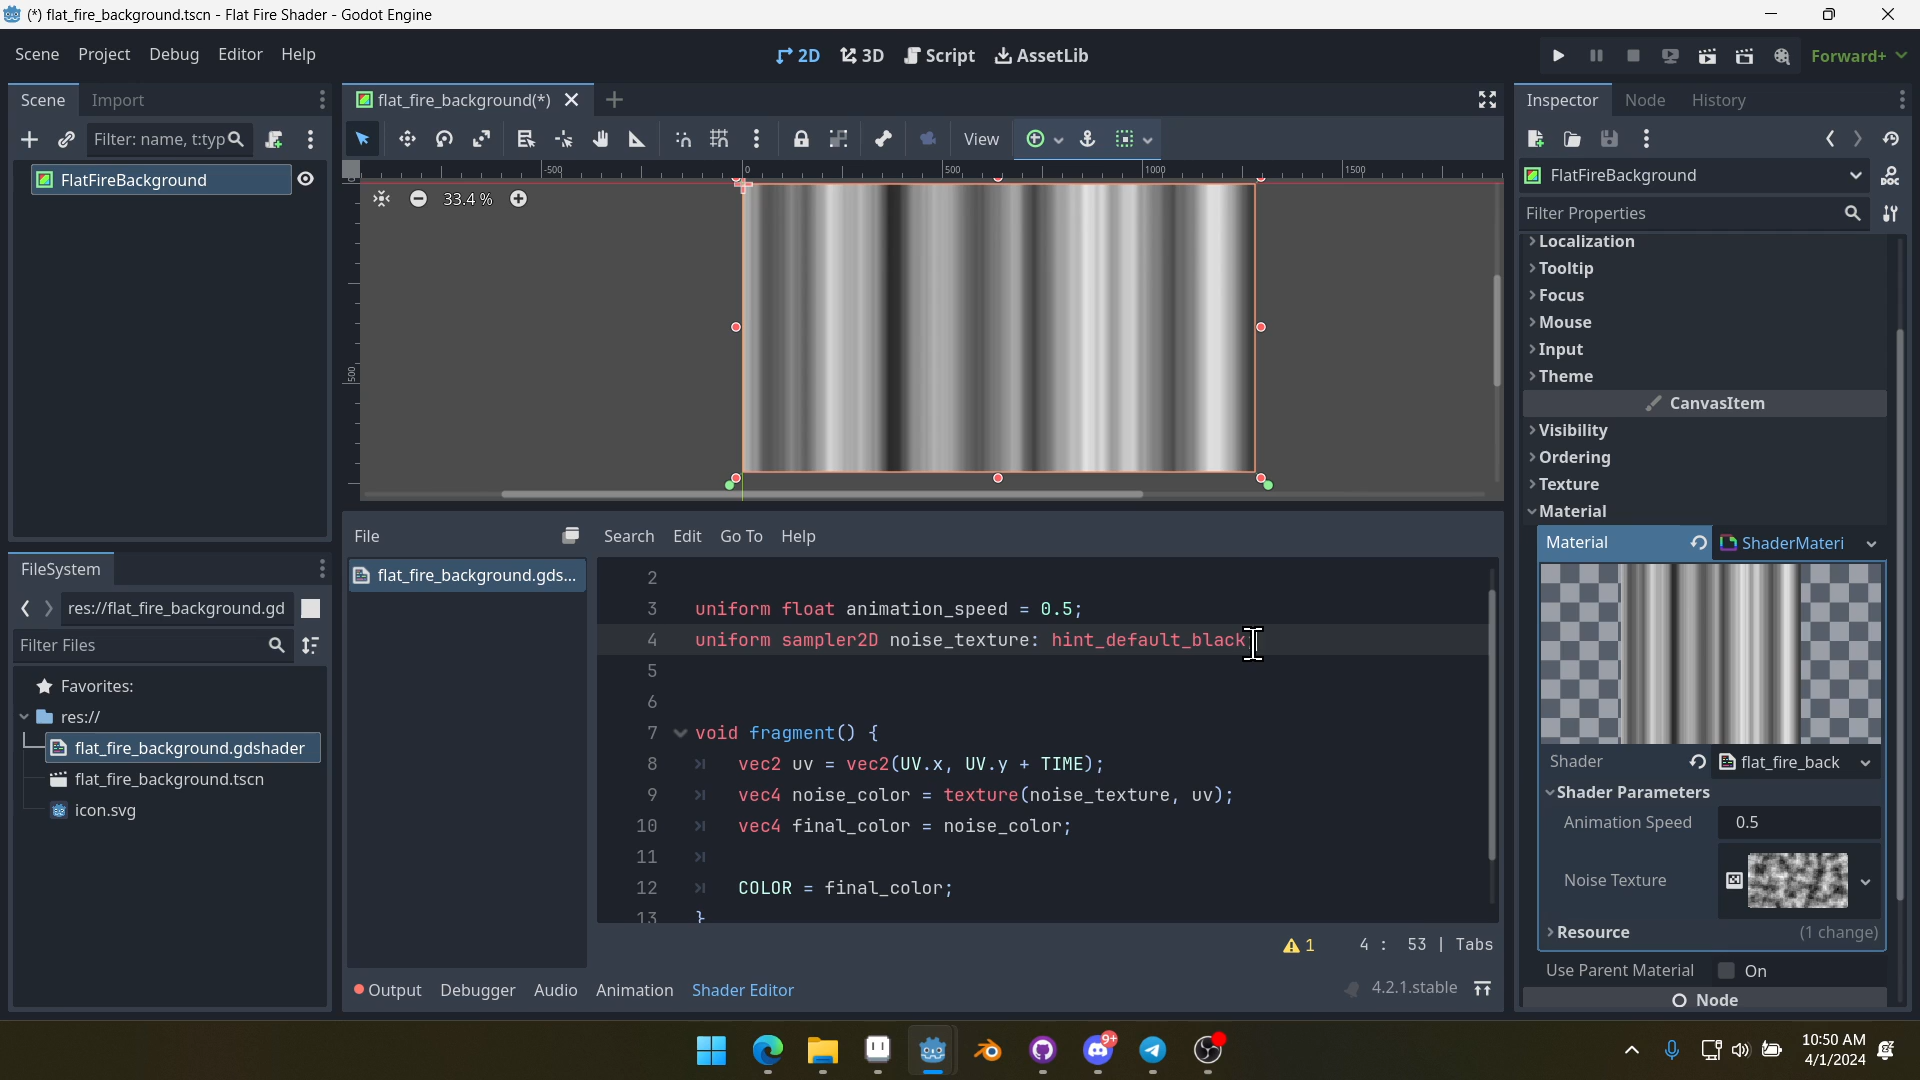 (*) flat_fire_background.tscn - Flat Fire Shader - Godot Engine
Scene Project Debug Editor Help
2D 3D Script AssetLib
Forward+
Scene Import
Filter: name, t:typ
FlatFireBackground
flat_fire_background(*)
View
-500 0 500 1000 1500
500
33.4 %
FileSystem
res://flat_fire_background.gd
Filter Files
Favorites:
res://
flat_fire_background.gdshader
flat_fire_background.tscn
icon.svg
File
flat_fire_background.gds...
Search Edit Go To Help
2
3 uniform float animation_speed = 0.5;
4 uniform sampler2D noise_texture: hint_default_black
5
6
7 void fragment() {
8 vec2 uv = vec2(UV.x, UV.y + TIME);
9 vec4 noise_color = texture(noise_texture, uv);
10 vec4 final_color = noise_color;
11
12 COLOR = final_color;
13 }
1 4 : 53 | Tabs
Output Debugger Audio Animation Shader Editor
4.2.1.stable
Inspector Node History
FlatFireBackground
Filter Properties
Localization
Tooltip
Focus
Mouse
Input
Theme
CanvasItem
Visibility
Ordering
Texture
Material
Material ShaderMateri
Shader flat_fire_back
Shader Parameters
Animation Speed 0.5
Noise Texture
Resource (1 change)
Use Parent Material On
Node
9+
10:50 AM
4/1/2024